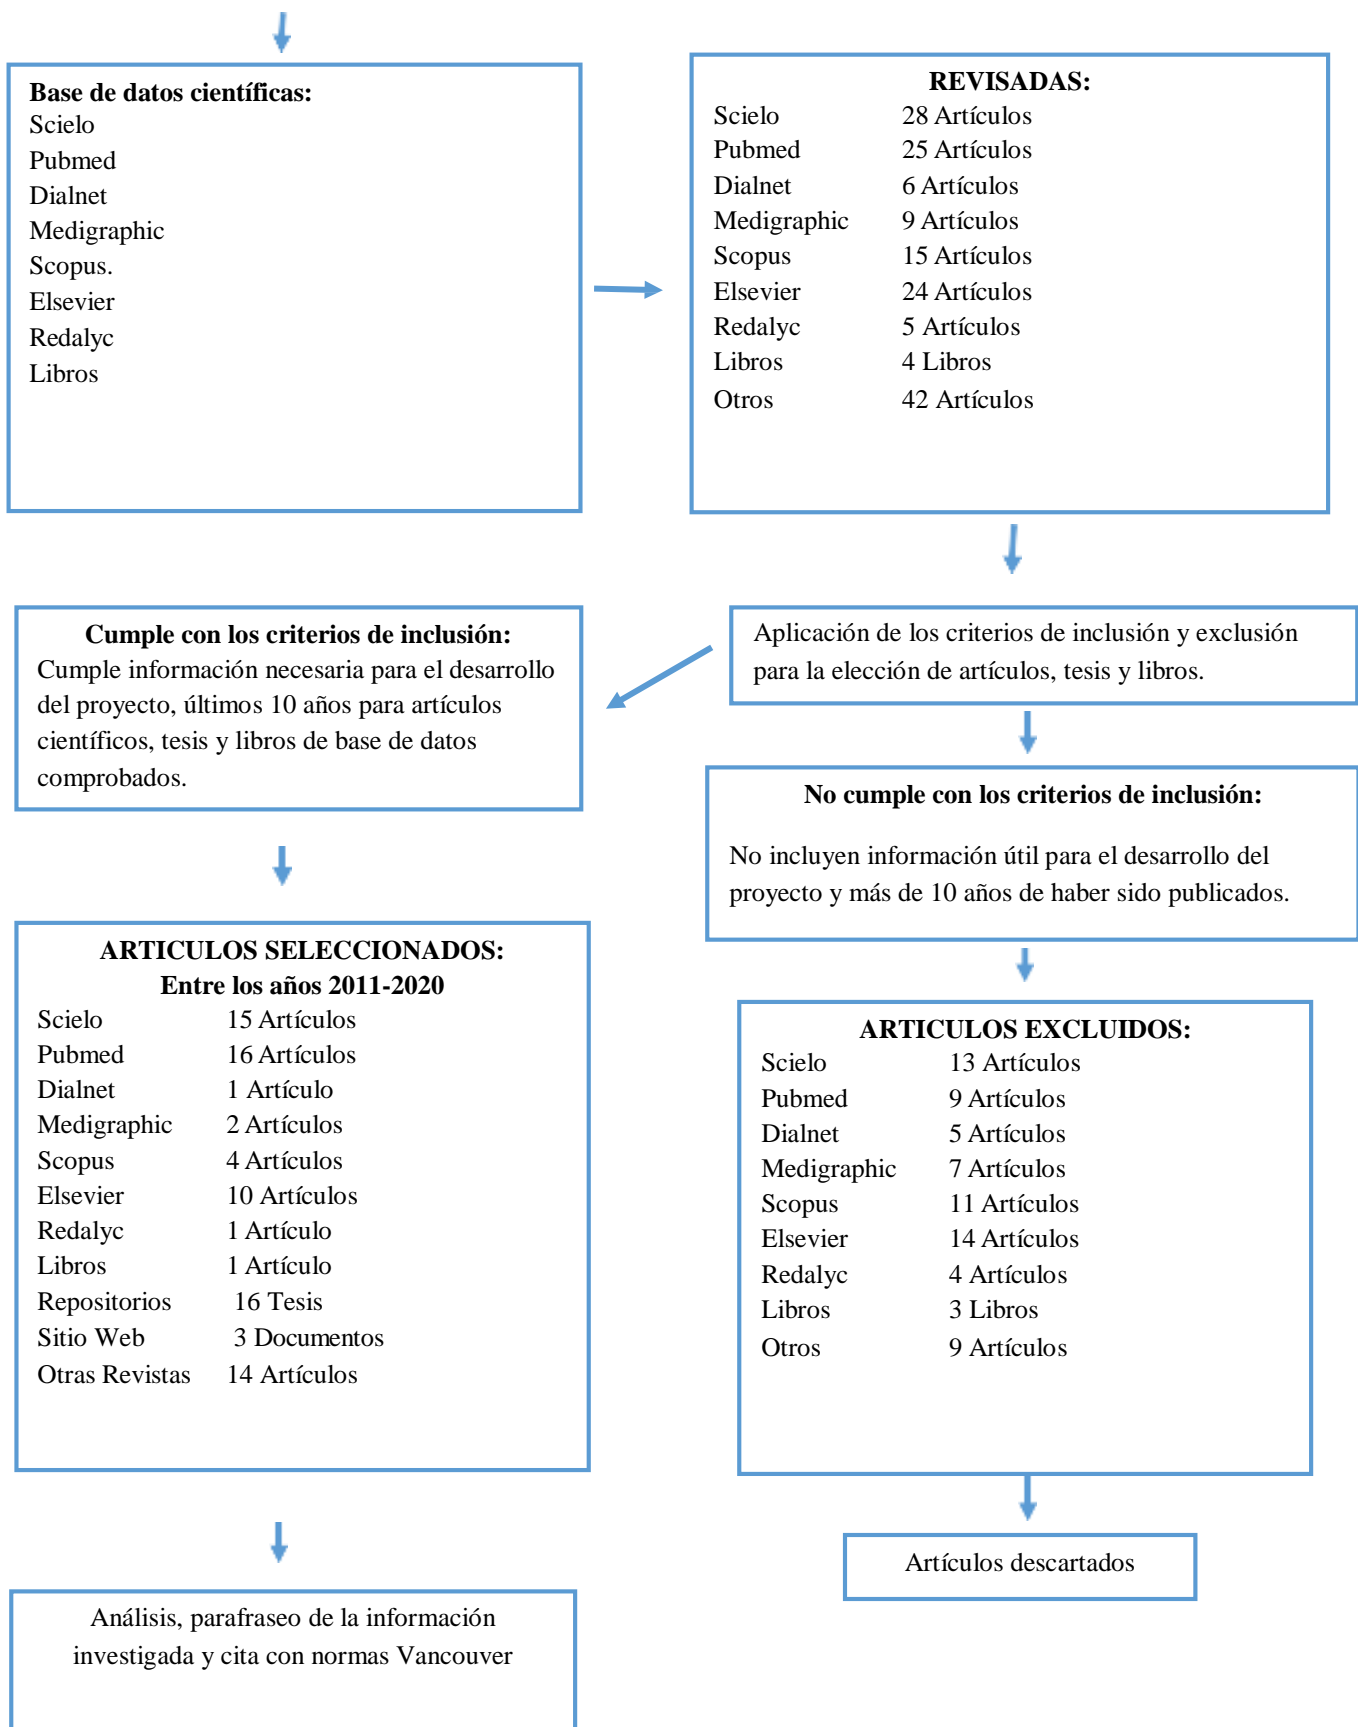 Base de datos científicas:
Scielo
Pubmed
Dialnet
Medigraphic
Scopus.
Elsevier
Redalyc
Libros
REVISADAS:
Scielo 28 Artículos
Pubmed 25 Artículos
Dialnet 6 Artículos
Medigraphic 9 Artículos
Scopus 15 Artículos
Elsevier 24 Artículos
Redalyc 5 Artículos
Libros 4 Libros
Otros 42 Artículos
Aplicación de los criterios de inclusión y exclusión
para la elección de artículos, tesis y libros.
Cumple con los criterios de inclusión:
Cumple información necesaria para el desarrollo
del proyecto, últimos 10 años para artículos
científicos, tesis y libros de base de datos
comprobados.
No cumple con los criterios de inclusión:
No incluyen información útil para el desarrollo del
proyecto y más de 10 años de haber sido publicados.
ARTICULOS SELECCIONADOS:
Entre los años 2011-2020
Scielo 15 Artículos
Pubmed 16 Artículos
Dialnet 1 Artículo
Medigraphic 2 Artículos
Scopus 4 Artículos
Elsevier 10 Artículos
Redalyc 1 Artículo
Libros 1 Artículo
Repositorios 16 Tesis
Sitio Web 3 Documentos
Otras Revistas 14 Artículos
ARTICULOS EXCLUIDOS:
Scielo 13 Artículos
Pubmed 9 Artículos
Dialnet 5 Artículos
Medigraphic 7 Artículos
Scopus 11 Artículos
Elsevier 14 Artículos
Redalyc 4 Artículos
Libros 3 Libros
Otros 9 Artículos
Artículos descartados
Análisis, parafraseo de la información
investigada y cita con normas Vancouver